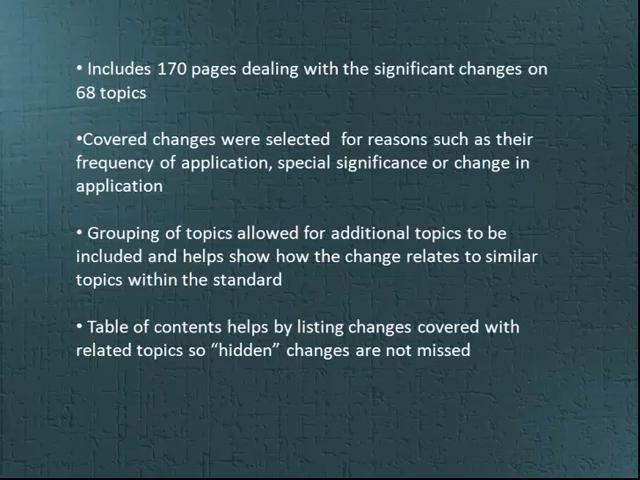 • Includes 170 pages dealing with the significant changes on
68 topics
•Covered changes were selected  for reasons such as their
frequency of application, special significance or change in
application
• Grouping of topics allowed for additional topics to be
included and helps show how the change relates to similar
topics within the standard
• Table of contents helps by listing changes covered with
related topics so “hidden” changes are not missed